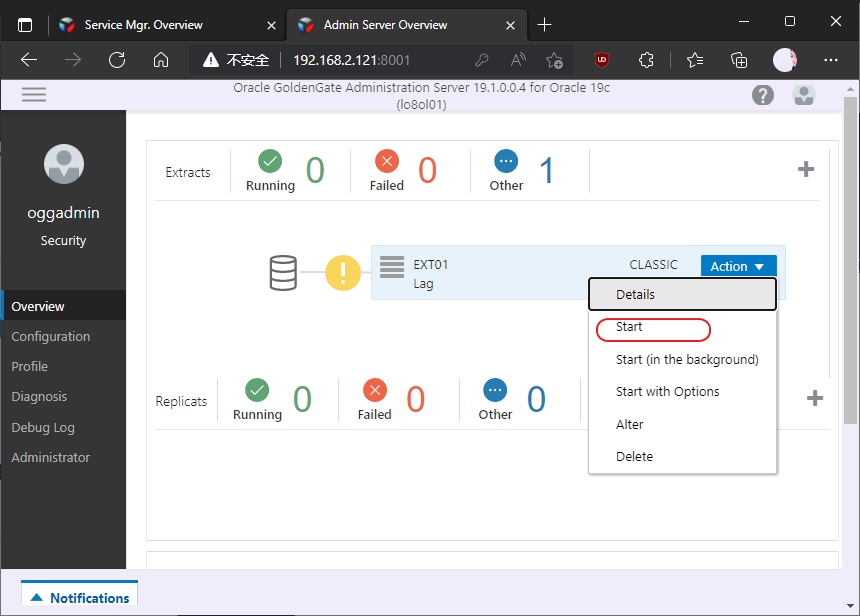 Service Mgr. Overview
Admin Server Overview
不安全
192.168.2.121:8001
Oracle GoldenGate Administration Server 19.1.0.0.4 for Oracle 19c
(lo8ol01)
oggadmin
Security
Overview
Configuration
Profile
Diagnosis
Debug Log
Administrator
Extracts
Running
0
Failed
0
Other
1
EXT01
Lag
CLASSIC
Action
Details
Start
Start (in the background)
Start with Options
Alter
Delete
Replicats
Running
0
Failed
0
Other
0
Notifications